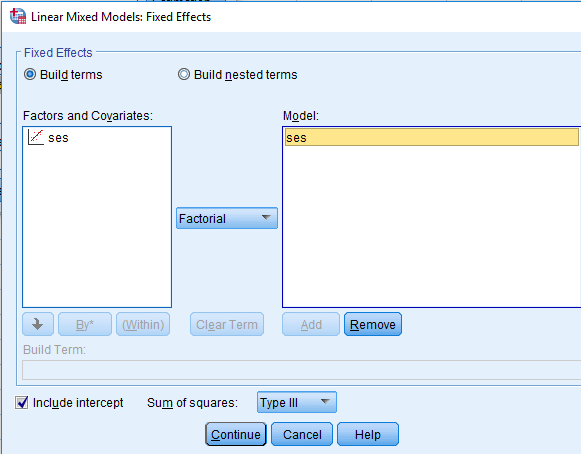 Linear Mixed Models: Fixed Effects
Fixed Effects
Build terms
Build nested terms
Factors and Covariates:
Model:
ses
ses
Factorial
By*
(Within)
Clear Term
Add
Remove
Build Term:
Include intercept
Sum of squares:
Type III
Continue
Cancel
Help